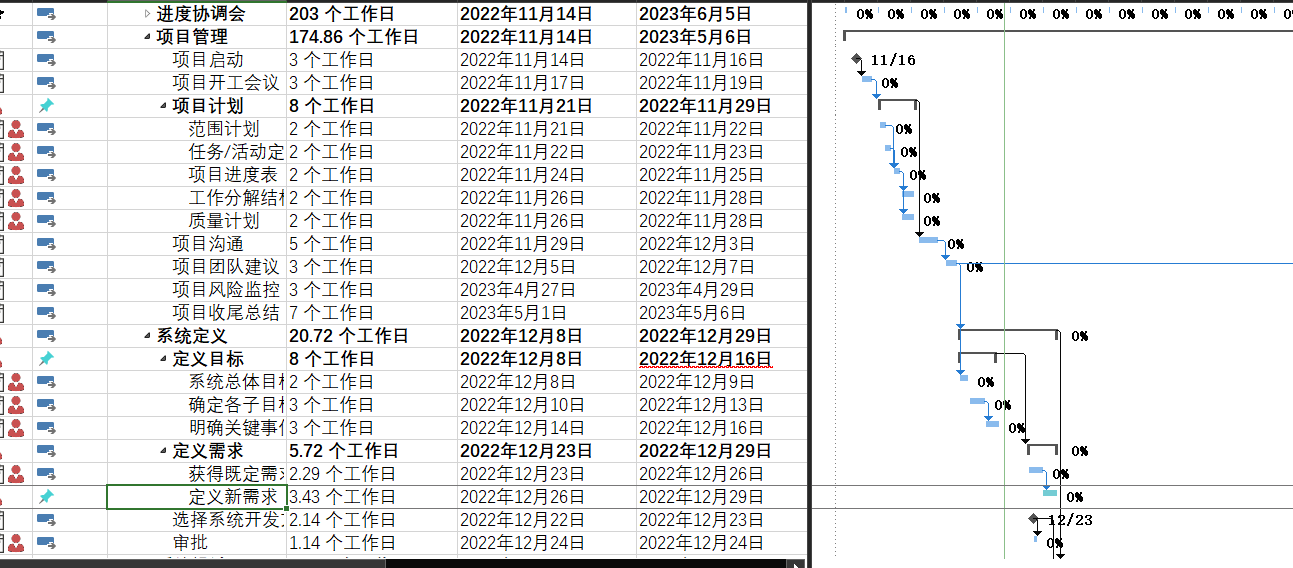 进度协调会 203 个工作日 2022年11月14日 2023年6月5日 0% 0% 0% 0% 0% 0% 0% 0% 0% 0% 0% 0% 0%
项目管理 174.86 个工作日 2022年11月14日 2023年5月6日
项目启动 3 个工作日 2022年11月14日 2022年11月16日 11/16
项目开工会议 3 个工作日 2022年11月17日 2022年11月19日 0%
项目计划 8 个工作日 2022年11月21日 2022年11月29日
范围计划 2 个工作日 2022年11月21日 2022年11月22日 0%
任务/活动定 2 个工作日 2022年11月22日 2022年11月23日 0%
项目进度表 2 个工作日 2022年11月24日 2022年11月25日 0%
工作分解结构 2 个工作日 2022年11月26日 2022年11月28日 0%
质量计划 2 个工作日 2022年11月26日 2022年11月28日 0%
项目沟通 5 个工作日 2022年11月29日 2022年12月3日 0%
项目团队建议 3 个工作日 2022年12月5日 2022年12月7日 0%
项目风险监控 3 个工作日 2023年4月27日 2023年4月29日
项目收尾总结 7 个工作日 2023年5月1日 2023年5月6日
系统定义 20.72 个工作日 2022年12月8日 2022年12月29日 0%
定义目标 8 个工作日 2022年12月8日 2022年12月16日
系统总体目标 2 个工作日 2022年12月8日 2022年12月9日 0%
确定各子目标 3 个工作日 2022年12月10日 2022年12月13日 0%
明确关键事件 3 个工作日 2022年12月14日 2022年12月16日 0%
定义需求 5.72 个工作日 2022年12月23日 2022年12月29日 0%
获得既定需求 2.29 个工作日 2022年12月23日 2022年12月26日 0%
定义新需求 3.43 个工作日 2022年12月26日 2022年12月29日 0%
选择系统开发 2.14 个工作日 2022年12月22日 2022年12月23日 12/23
审批 1.14 个工作日 2022年12月24日 2022年12月24日 0%